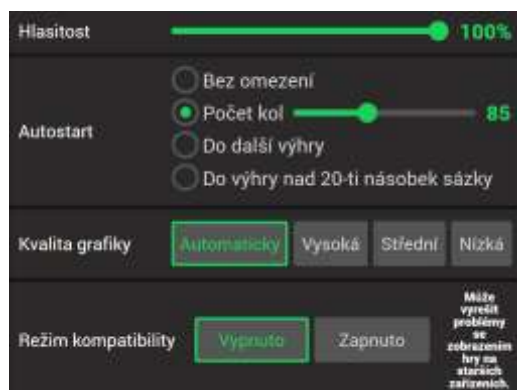 Hlasitost 100%
Bez omezení
Počet kol 85
Autostart
Do další výhry
Do výhry nad 20-ti násobek sázky
Kvalita grafiky Automaticky Vysoká Střední Nízká
Režim kompatibility Vypnuto Zapnuto
Může
vyrešit
problémy
se
zobrazením
hry na
starších
zařízeních.